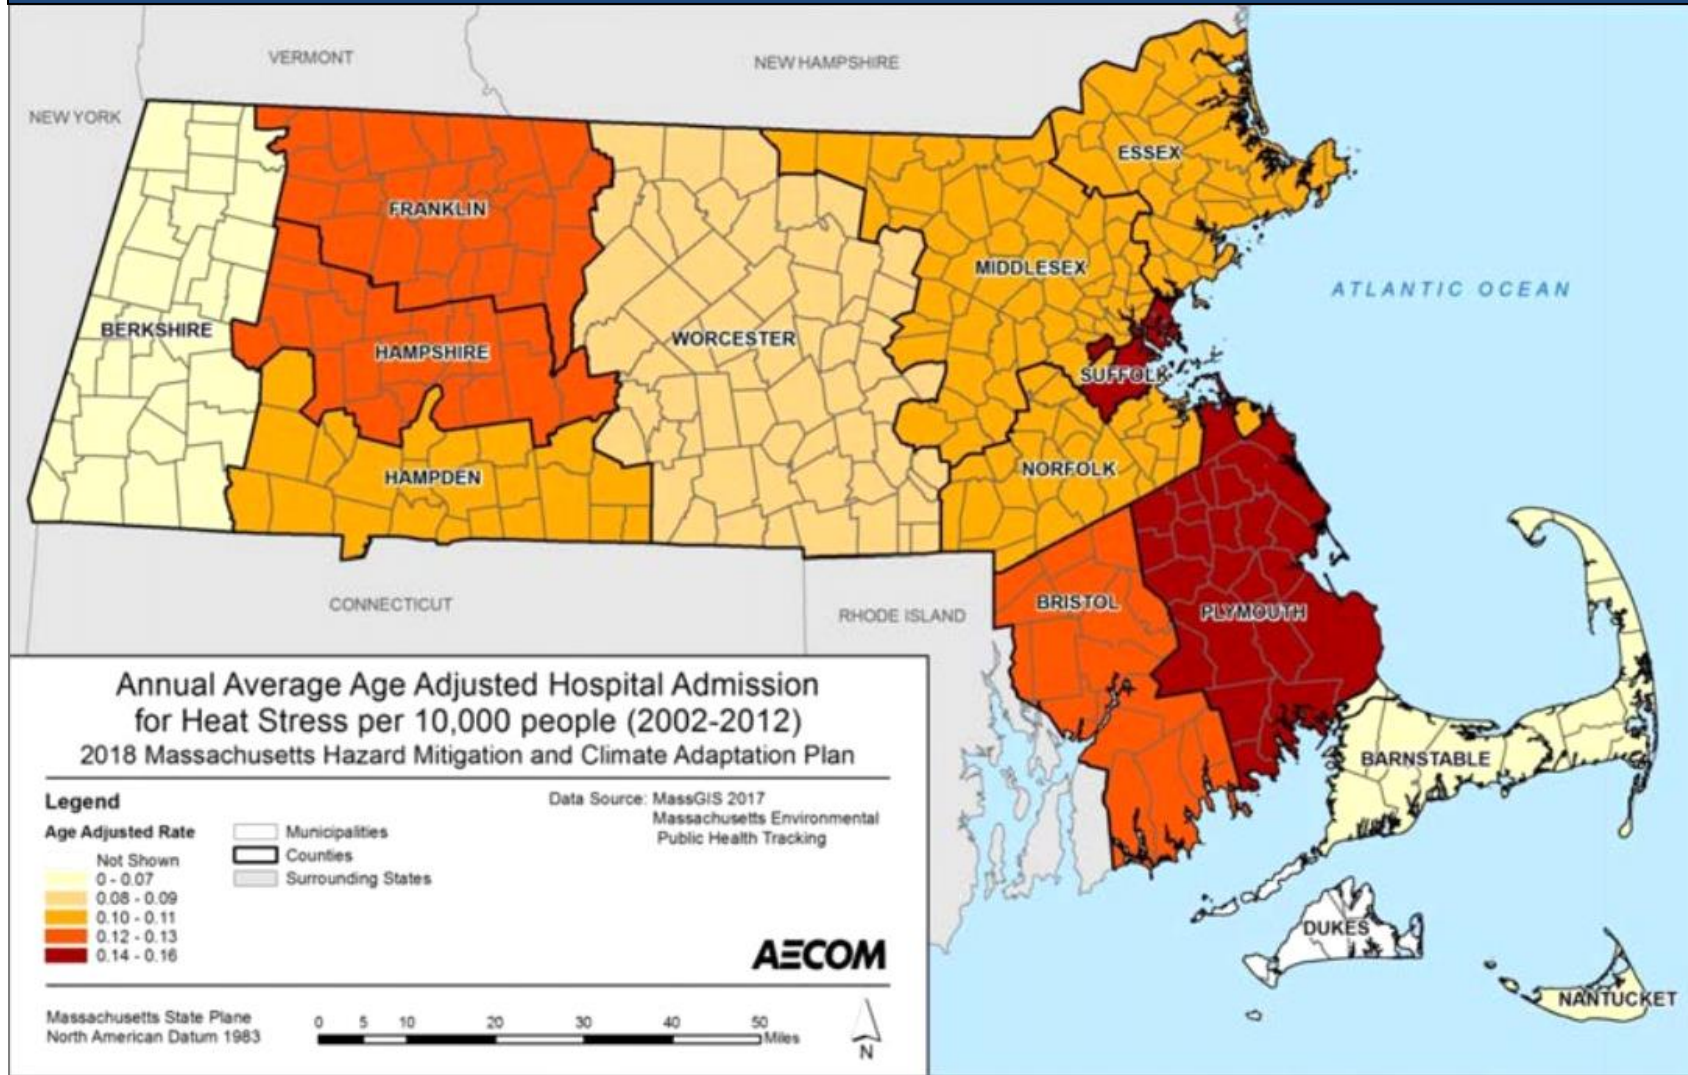 VERMONT
NEW HAMPSHIRE
NEW YORK
ESSEX
FRANKLIN
MIDDLESEX
ATLANTIC OCEAN
BERKSHIRE
WORCESTER
HAMPSHIRE
SUFFOLK
NORFOLK
HAMPDEN
CONNECTICUT
RHODE ISLAND
BRISTOL
PLYMOUTH
BARNSTABLE
DUKES
NANTUCKET
Annual Average Age Adjusted Hospital Admission
for Heat Stress per 10,000 people (2002-2012)
2018 Massachusetts Hazard Mitigation and Climate Adaptation Plan
Legend
Age Adjusted Rate
Not Shown
0 - 0.07
0.08 - 0.09
0.10 - 0.11
0.12 - 0.13
0.14 - 0.16
Municipalities
Counties
Surrounding States
Data Source: MassGIS 2017
Massachusetts Environmental
Public Health Tracking
AECOM
Massachusetts State Plane
North American Datum 1983
0 5 10 20 30 40 50
Miles
N